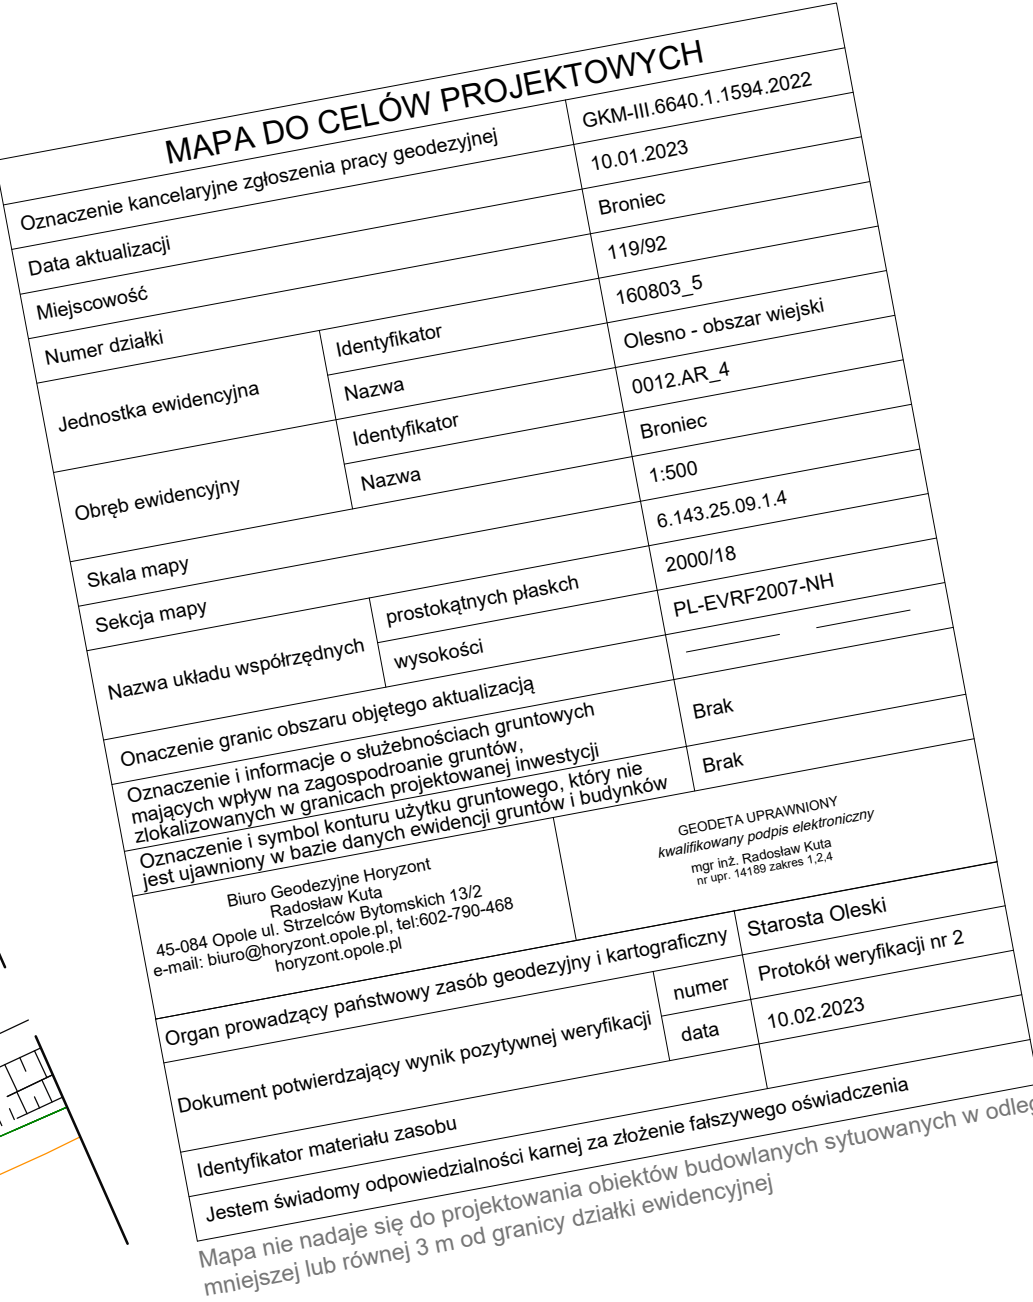 MAPA DO CELÓW PROJEKTOWYCH
Oznaczenie kancelaryjne zgłoszenia pracy geodezyjnej GKM-III.6640.1.1594.2022
Data aktualizacji 10.01.2023
Miejscowość Broniec
Numer działki 119/92
Jednostka ewidencyjna Identyfikator 160803_5
Nazwa Olesno - obszar wiejski
Obręb ewidencyjny Identyfikator 0012.AR_4
Nazwa Broniec
Skala mapy 1:500
Sekcja mapy 6.143.25.09.1.4
Nazwa układu współrzędnych prostokątnych płaskch 2000/18
wysokości PL-EVRF2007-NH
Onaczenie granic obszaru objętego aktualizacją
Oznaczenie i informacje o służebnościach gruntowych
mających wpływ na zagospodroanie gruntów,
zlokalizowanych w granicach projektowanej inwestycji
Brak
Oznaczenie i symbol konturu użytku gruntowego, który nie
jest ujawniony w bazie danych ewidencji gruntów i budynków
Brak
Biuro Geodezyjne Horyzont
Radosław Kuta
45-084 Opole ul. Strzelców Bytomskich 13/2
e-mail: biuro@horyzont.opole.pl, tel:602-790-468
horyzont.opole.pl
GEODETA UPRAWNIONY
kwalifikowany podpis elektroniczny
mgr inż. Radosław Kuta
nr upr. 14189 zakres 1,2,4
Organ prowadzący państwowy zasób geodezyjny i kartograficzny Starosta Oleski
Dokument potwierdzający wynik pozytywnej weryfikacji numer Protokół weryfikacji nr 2
data 10.02.2023
Identyfikator materiału zasobu
Jestem świadomy odpowiedzialności karnej za złożenie fałszywego oświadczenia
Mapa nie nadaje się do projektowania obiektów budowlanych sytuowanych w odleg
mniejszej lub równej 3 m od granicy działki ewidencyjnej